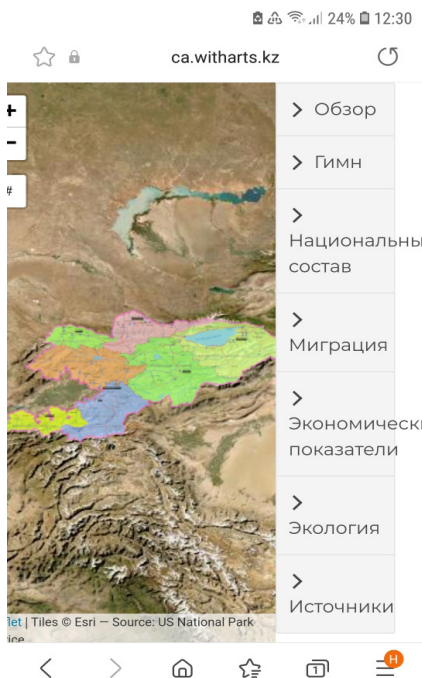 24% 12:30
ca.witharts.kz
+
Обзор
−
Гимн
#
Национальны
состав
Миграция
Экономически
показатели
Экология
Источники
let | Tiles © Esri — Source: US National Park
ice
1
H